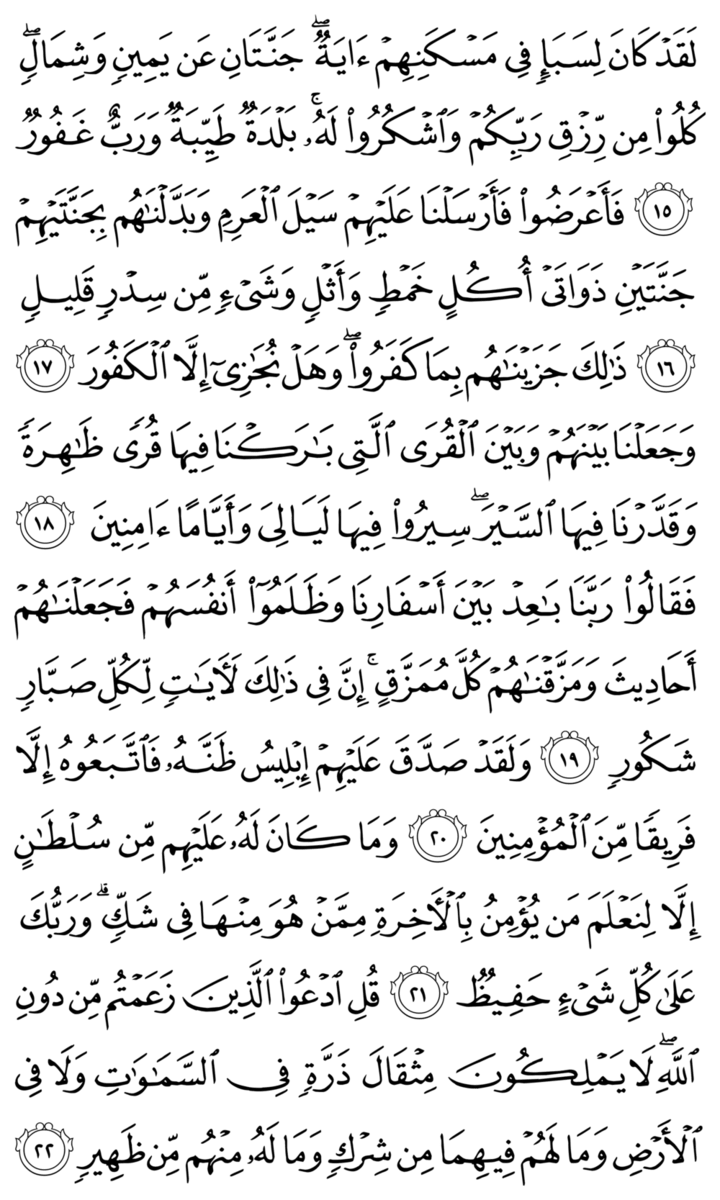 لَقَدۡ كَانَ لِسَبَإٖ فِي مَسۡكَنِهِمۡ ءَايَةٞۖ جَنَّتَانِ عَن يَمِينٖ وَشِمَالٖۖ
كُلُواْ مِن رِّزۡقِ رَبِّكُمۡ وَٱشۡكُرُواْ لَهُۥۚ بَلۡدَةٞ طَيِّبَةٞ وَرَبٌّ غَفُورٞ
١٥ فَأَعۡرَضُواْ فَأَرۡسَلۡنَا عَلَيۡهِمۡ سَيۡلَ ٱلۡعَرِمِ وَبَدَّلۡنَٰهُم بِجَنَّتَيۡهِمۡ
جَنَّتَيۡنِ ذَوَاتَيۡ أُكُلٍ خَمۡطٖ وَأَثۡلٖ وَشَيۡءٖ مِّن سِدۡرٖ قَلِيلٖ
١٦ ذَٰلِكَ جَزَيۡنَٰهُم بِمَا كَفَرُواْۖ وَهَلۡ نُجَٰزِيٓ إِلَّا ٱلۡكَفُورَ ١٧
وَجَعَلۡنَا بَيۡنَهُمۡ وَبَيۡنَ ٱلۡقُرَى ٱلَّتِي بَٰرَكۡنَا فِيهَا قُرٗى ظَٰهِرَةٗ
وَقَدَّرۡنَا فِيهَا ٱلسَّيۡرَۖ سِيرُواْ فِيهَا لَيَالِيَ وَأَيَّامًا ءَامِنِينَ ١٨
فَقَالُواْ رَبَّنَا بَٰعِدۡ بَيۡنَ أَسۡفَارِنَا وَظَلَمُوٓاْ أَنفُسَهُمۡ فَجَعَلۡنَٰهُمۡ
أَحَادِيثَ وَمَزَّقۡنَٰهُمۡ كُلَّ مُمَزَّقٍۚ إِنَّ فِي ذَٰلِكَ لَأٓيَٰتٖ لِّكُلِّ صَبَّارٖ
شَكُورٖ ١٩ وَلَقَدۡ صَدَّقَ عَلَيۡهِمۡ إِبۡلِيسُ ظَنَّهُۥ فَٱتَّبَعُوهُ إِلَّا
فَرِيقٗا مِّنَ ٱلۡمُؤۡمِنِينَ ٢٠ وَمَا كَانَ لَهُۥ عَلَيۡهِم مِّن سُلۡطَٰنٍ
إِلَّا لِنَعۡلَمَ مَن يُؤۡمِنُ بِٱلۡأٓخِرَةِ مِمَّنۡ هُوَ مِنۡهَا فِي شَكّٖۗ وَرَبُّكَ
عَلَىٰ كُلِّ شَيۡءٍ حَفِيظٞ ٢١ قُلِ ٱدۡعُواْ ٱلَّذِينَ زَعَمۡتُم مِّن دُونِ
ٱللَّهِۖ لَا يَمۡلِكُونَ مِثۡقَالَ ذَرَّةٖ فِي ٱلسَّمَٰوَٰتِ وَلَا فِي
ٱلۡأَرۡضِ وَمَا لَهُمۡ فِيهِمَا مِن شِرۡكٖ وَمَا لَهُۥ مِنۡهُم مِّن ظَهِيرٖ ٢٢